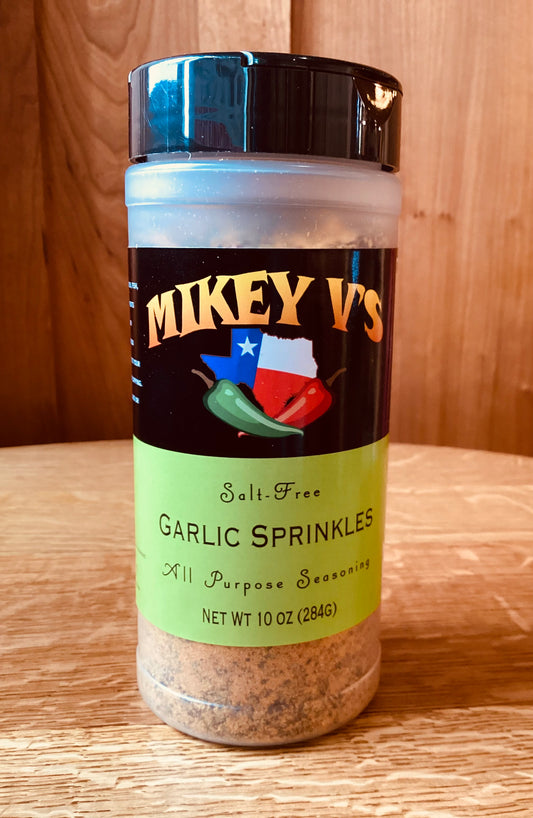 MIKEY V'S
Salt-Free
GARLIC SPRINKLES
All Purpose Seasoning
NET WT 10 OZ (284G)